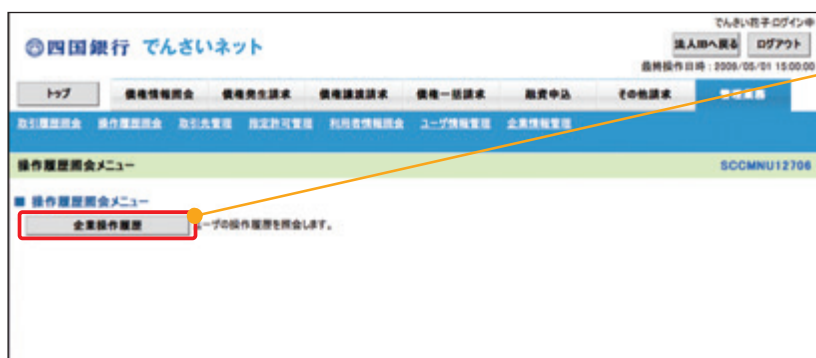 でんさい花子 ログイン中
四国銀行 でんさいネット
法人IBへ戻る ログアウト
最終操作日時：2009/05/01 15:00:00
トップ 債権情報照会 債権発生請求 債権譲渡請求 債権一括請求 融資申込 その他請求 管理業務
取引履歴照会 操作履歴照会 取引先管理 指定許可管理 利用者情報照会 ユーザ情報管理 企業情報管理
操作履歴照会メニュー SCCMNU12706
■ 操作履歴照会メニュー
企業操作履歴 ーザの操作履歴を照会します。